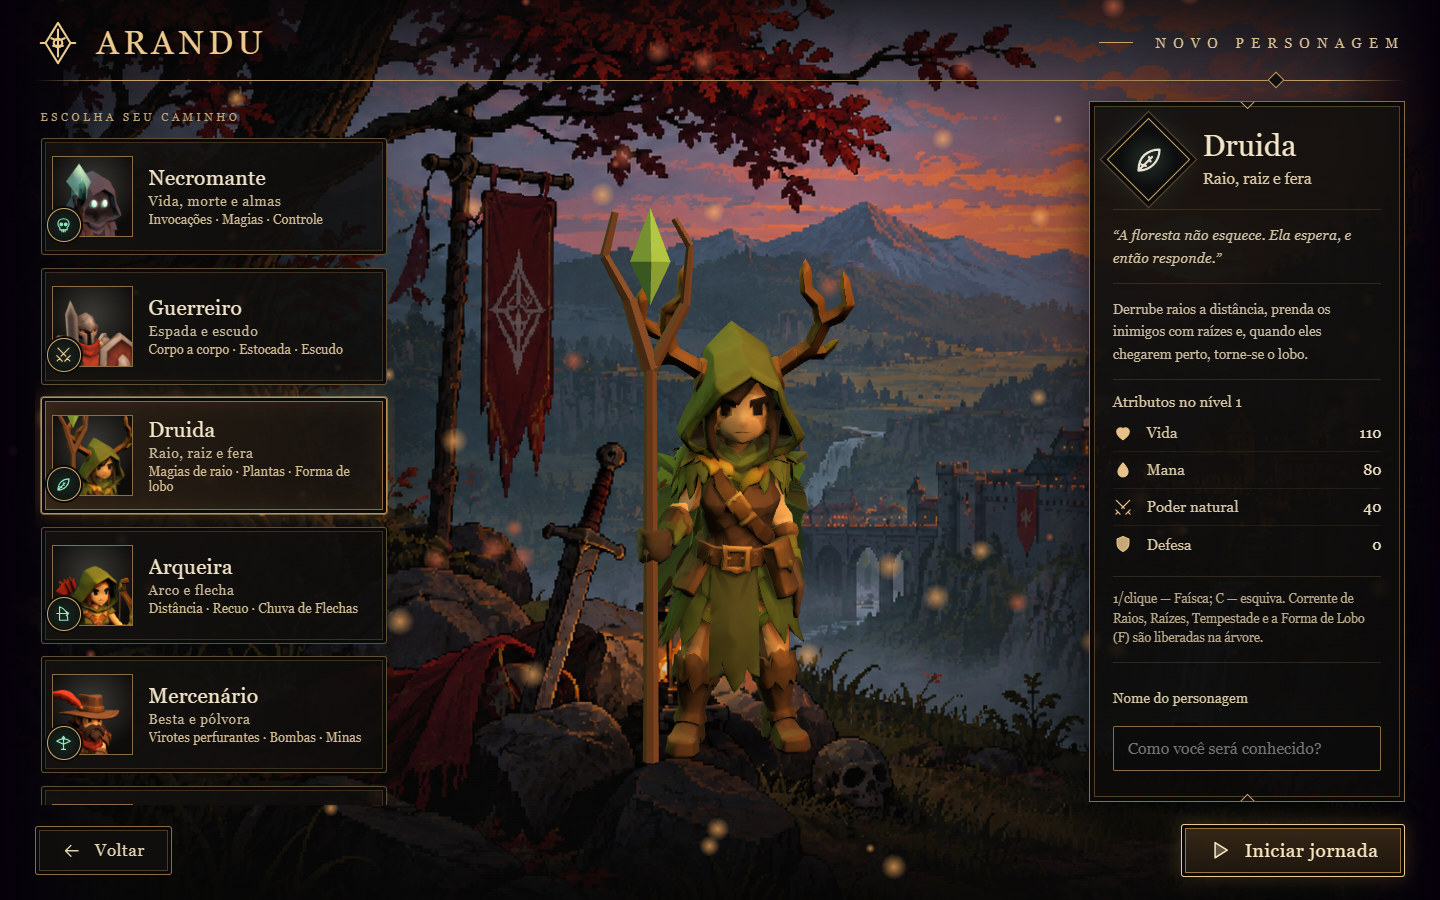 ARANDU
NOVO PERSONAGEM
ESCOLHA SEU CAMINHO
Necromante
Vida, morte e almas
Invocações · Magias · Controle
Guerreiro
Espada e escudo
Corpo a corpo · Estocada · Escudo
Druida
Raio, raiz e fera
Magias de raio · Plantas · Forma de
lobo
Arqueira
Arco e flecha
Distância · Recuo · Chuva de Flechas
Mercenário
Besta e pólvora
Virotes perfurantes · Bombas · Minas
Voltar
Druida
Raio, raiz e fera
“A floresta não esquece. Ela espera, e
então responde.”
Derrube raios a distância, prenda os
inimigos com raízes e, quando eles
chegarem perto, torne-se o lobo.
Atributos no nível 1
Vida 110
Mana 80
Poder natural 40
Defesa 0
1/clique — Faísca; C — esquiva. Corrente de
Raios, Raízes, Tempestade e a Forma de Lobo
(F) são liberadas na árvore.
Nome do personagem
Como você será conhecido?
Iniciar jornada